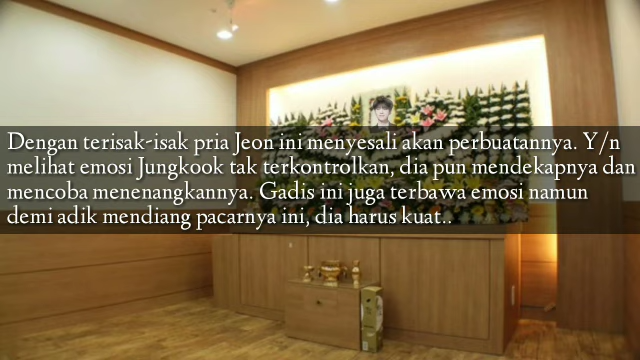 Dengan terisak-isak pria Jeon ini menyesali akan perbuatannya. Y/n
melihat emosi Jungkook tak terkontrolkan, dia pun mendekapnya dan
mencoba menenangkannya. Gadis ini juga terbawa emosi namun
demi adik mendiang pacarnya ini, dia harus kuat..